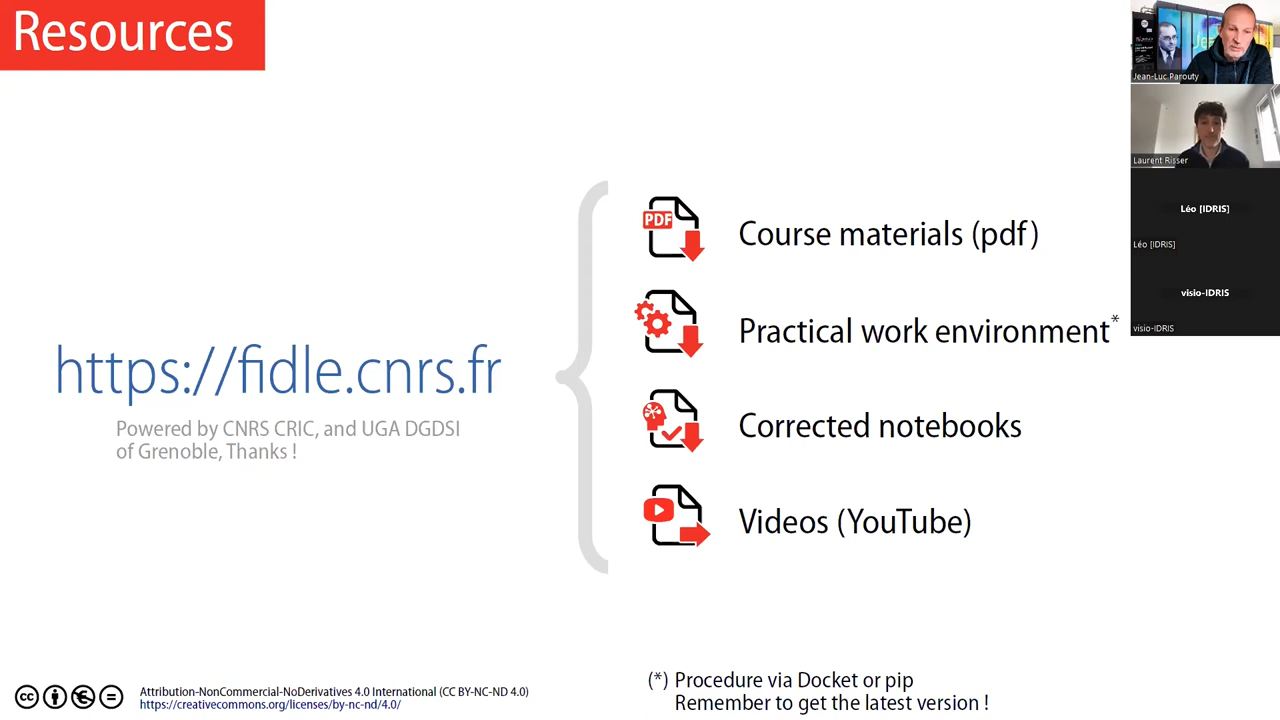 Resources
https://fidle.cnrs.fr
Powered by CNRS CRIC, and UGA DGDSI
of Grenoble, Thanks !
PDF
Course materials (pdf)
Practical work environment*
Corrected notebooks
Videos (YouTube)
(*) Procedure via Docket or pip
Remember to get the latest version !
cc
Attribution-NonCommercial-NoDerivatives 4.0 International (CC BY-NC-ND 4.0)
https://creativecommons.org/licenses/by-nc-nd/4.0/
Jean-Luc Parouty
Laurent Risser
Léo [IDRIS]
Léo [IDRIS]
visio-IDRIS
visio-IDRIS